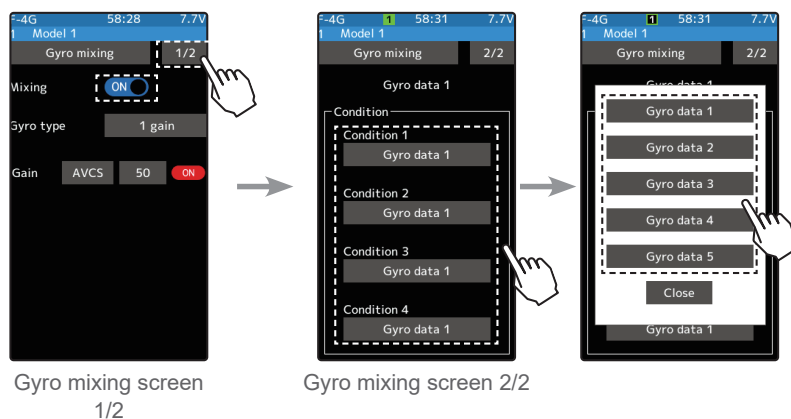 F-4G 58:28 7.7V
1 Model 1
Gyro mixing 1/2
Mixing ON
Gyro type 1 gain
Gain AVCS 50 ON
Gyro mixing screen
1/2
F-4G 1 58:31 7.7V
1 Model 1
Gyro mixing 2/2
Gyro data 1
Condition
Condition 1
Gyro data 1
Condition 2
Gyro data 1
Condition 3
Gyro data 1
Condition 4
Gyro data 1
Gyro mixing screen 2/2
F-4G 1 58:31 7.7V
1 Model 1
Gyro mixing 2/2
Gyro data 1
Gyro data 1
Gyro data 2
Gyro data 3
Gyro data 4
Gyro data 5
Close
Gyro data 1